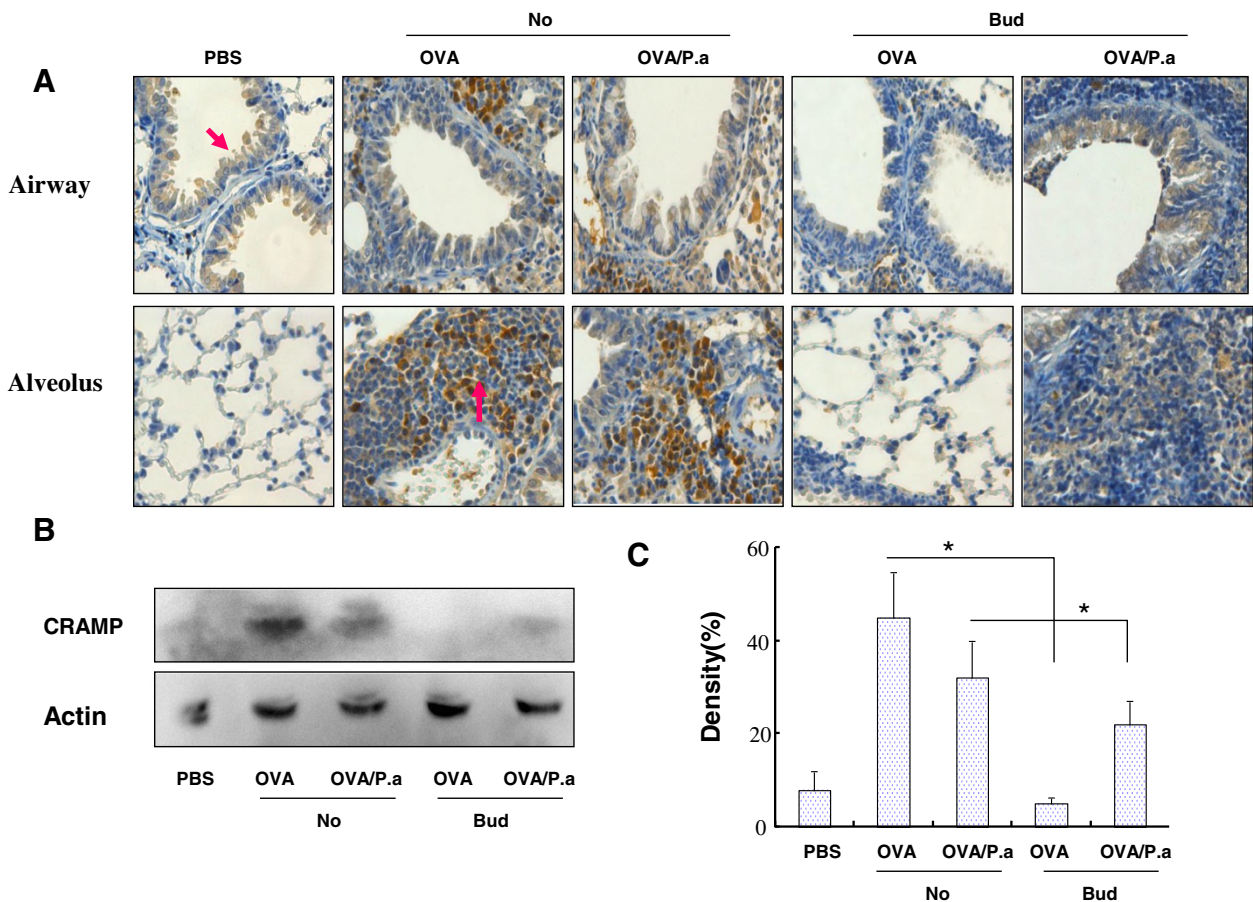 No Bud
PBS OVA OVA/P.a OVA OVA/P.a
A
Airway
Alveolus
B
CRAMP
Actin
PBS OVA OVA/P.a OVA OVA/P.a
No Bud
C
Density(%)
60
40
20
0
*
*
PBS OVA OVA/P.a OVA OVA/P.a
No Bud